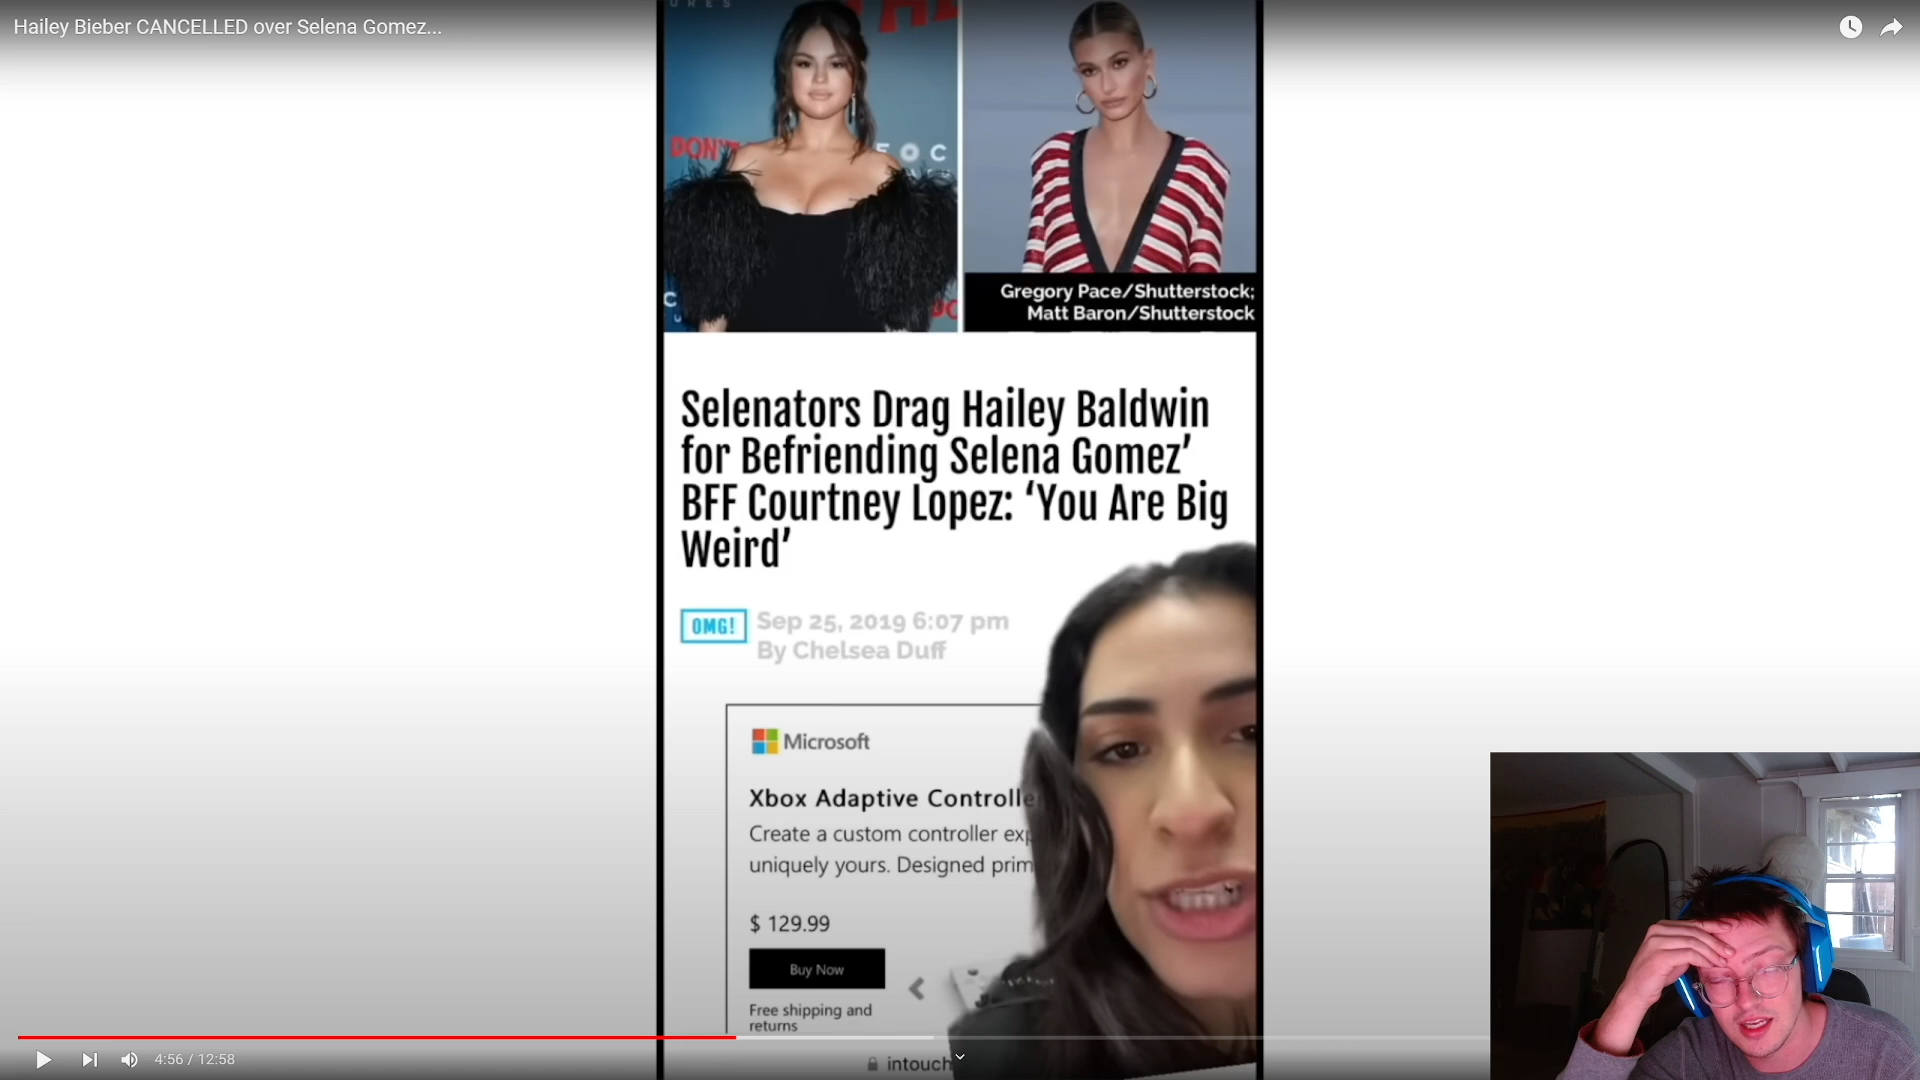 Hailey Bieber CANCELLED over Selena Gomez...
URES
DON'T
FOC
Gregory Pace/Shutterstock;
Matt Baron/Shutterstock
Selenators Drag Hailey Baldwin
for Befriending Selena Gomez’
BFF Courtney Lopez: ‘You Are Big
Weird’
OMG!
Sep 25, 2019 6:07 pm
By Chelsea Duff
Microsoft
Xbox Adaptive Controlle
Create a custom controller exp
uniquely yours. Designed prim
$ 129.99
Buy Now
Free shipping and
returns
4:56 / 12:58
intouch